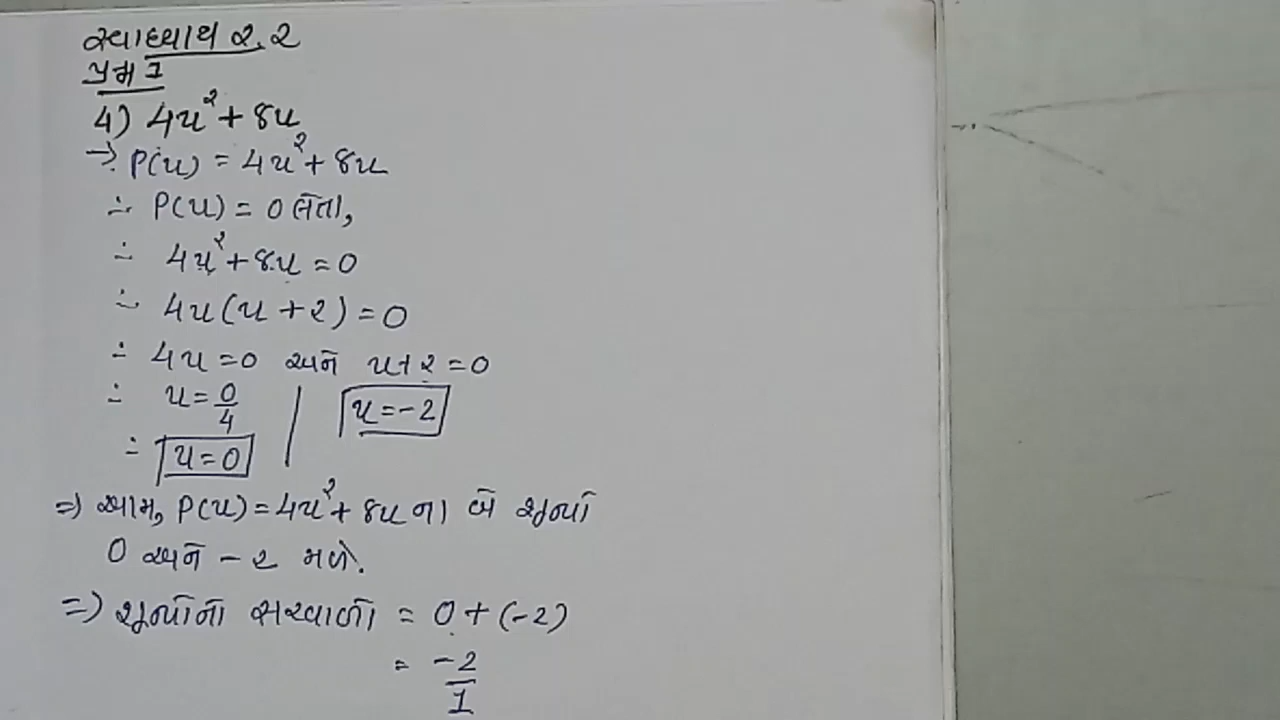 સ્વાધ્યાય ૨.૨
પ્રશ્ન 1
4) 4u² + 8u
→ P(u) = 4u² + 8u
∴ P(u) = 0 લેતા,
∴ 4u² + 8u = 0
∴ 4u(u + 2) = 0
∴ 4u = 0 અને u + 2 = 0
∴ u = 0/4 | u = -2
∴ u = 0
⇒ આમ, P(u) = 4u² + 8u ના બે શૂન્યો
0 અને - 2 મળે.
⇒ શૂન્યોનો સરવાળો = 0 + (-2)
= -2/1